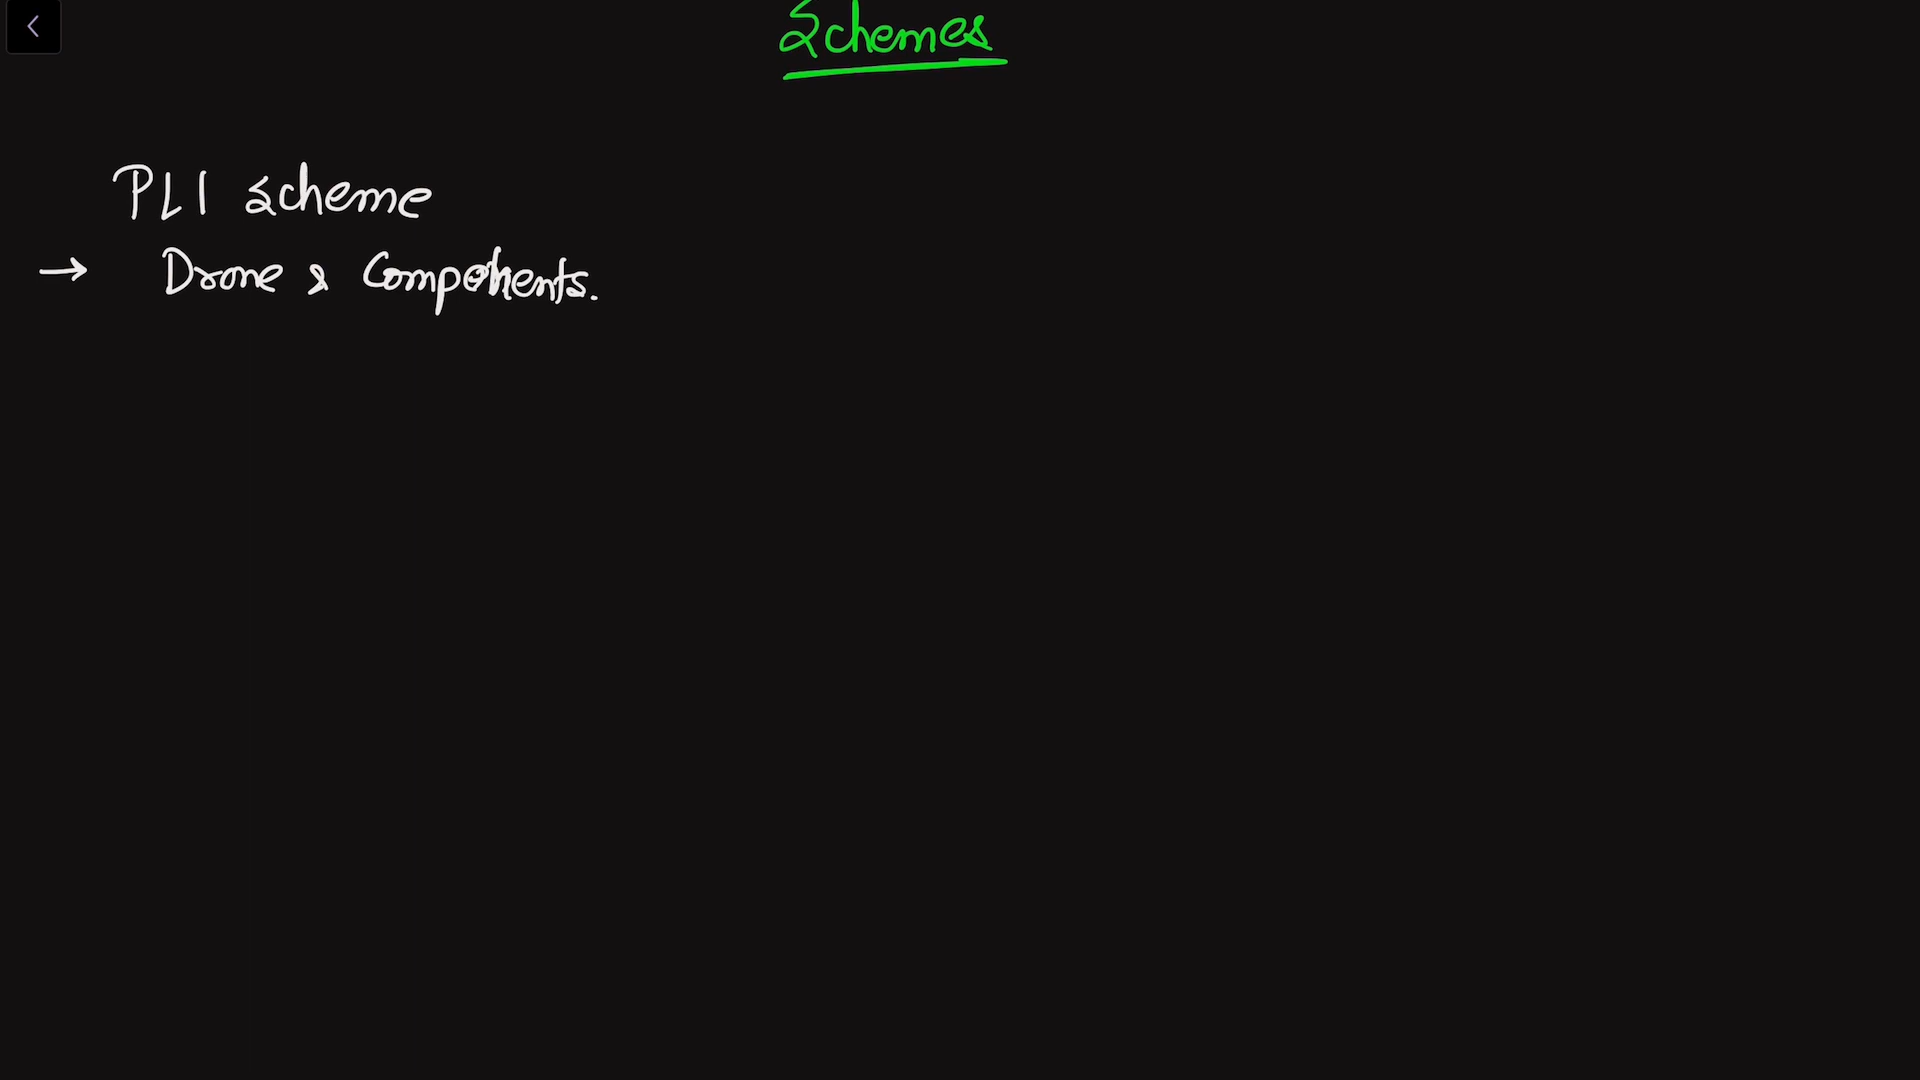 Schemes
PLI scheme
→ Drone & Components.